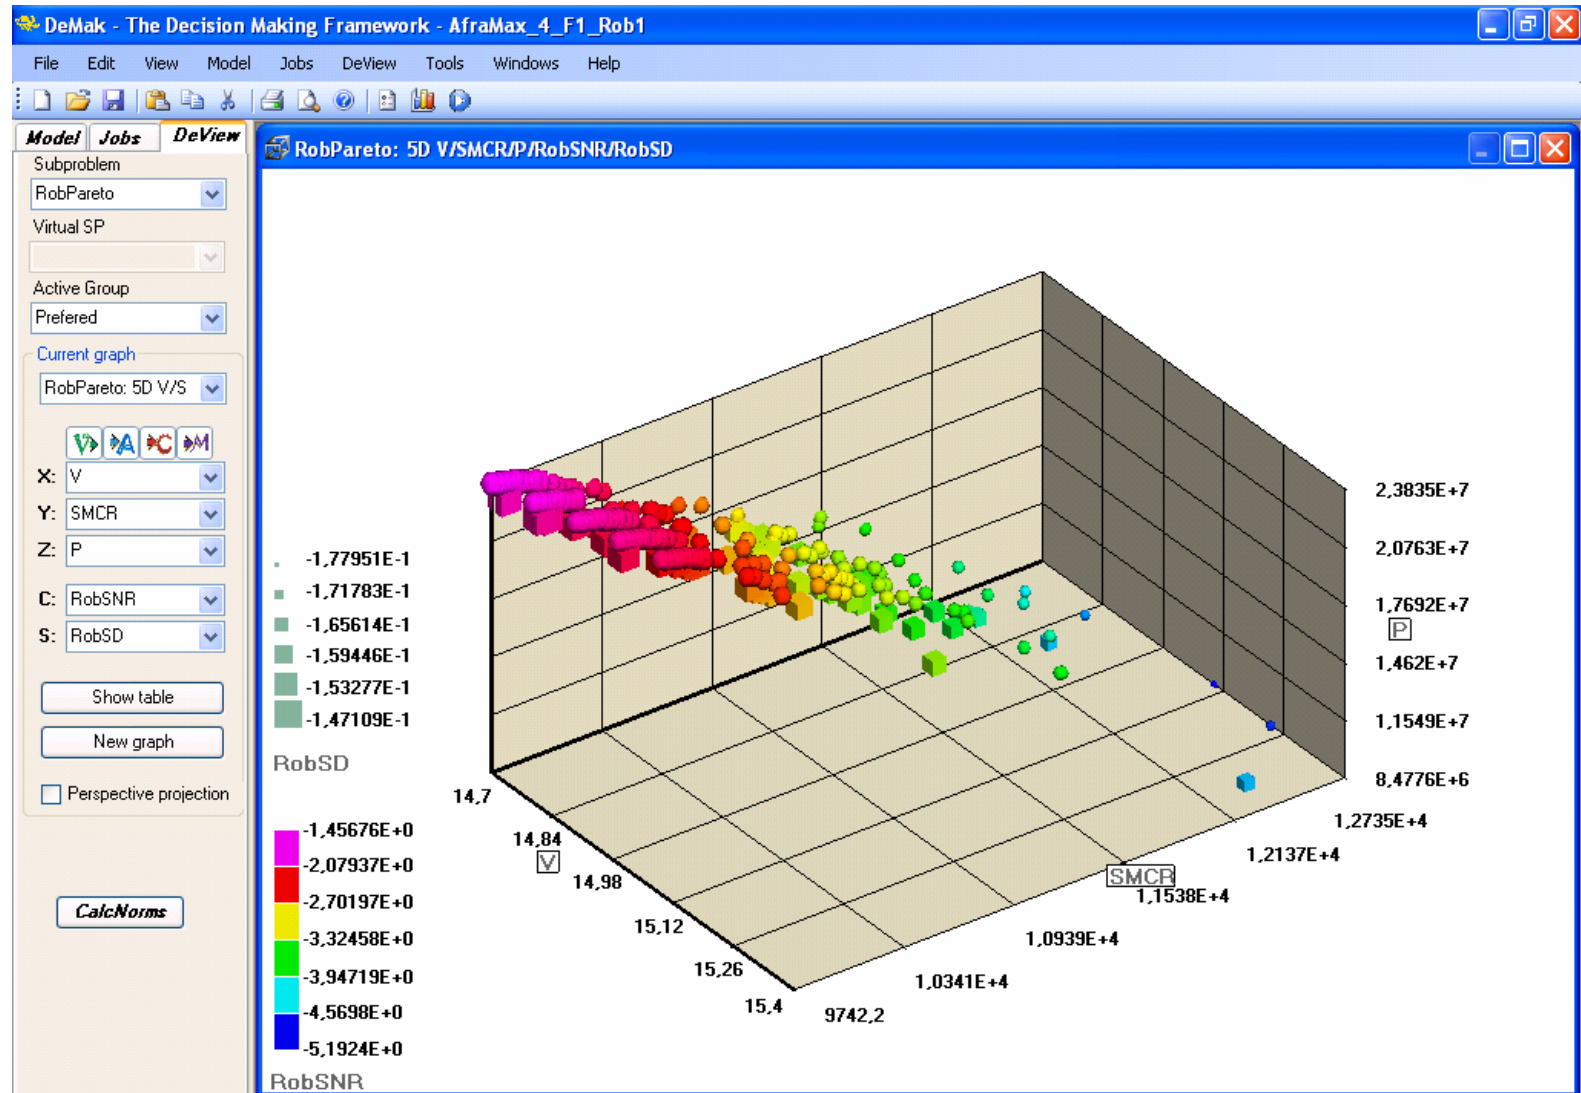 DeMak - The Decision Making Framework - AfraMax_4_F1_Rob1
File Edit View Model Jobs DeView Tools Windows Help
Model Jobs DeView
Subproblem
RobPareto
Virtual SP
Active Group
Prefered
Current graph
RobPareto: 5D V/S
V A C M
X: V
Y: SMCR
Z: P
C: RobSNR
S: RobSD
Show table
New graph
Perspective projection
CalcNorms
RobPareto: 5D V/SMCR/P/RobSNR/RobSD
-1,77951E-1
-1,71783E-1
-1,65614E-1
-1,59446E-1
-1,53277E-1
-1,47109E-1
RobSD
-1,45676E+0
-2,07937E+0
-2,70197E+0
-3,32458E+0
-3,94719E+0
-4,5698E+0
-5,1924E+0
RobSNR
14,7
14,84
V
14,98
15,12
15,26
15,4
9742,2
1,0341E+4
1,0939E+4
1,1538E+4
SMCR
1,2137E+4
1,2735E+4
2,3835E+7
2,0763E+7
1,7692E+7
P
1,462E+7
1,1549E+7
8,4776E+6